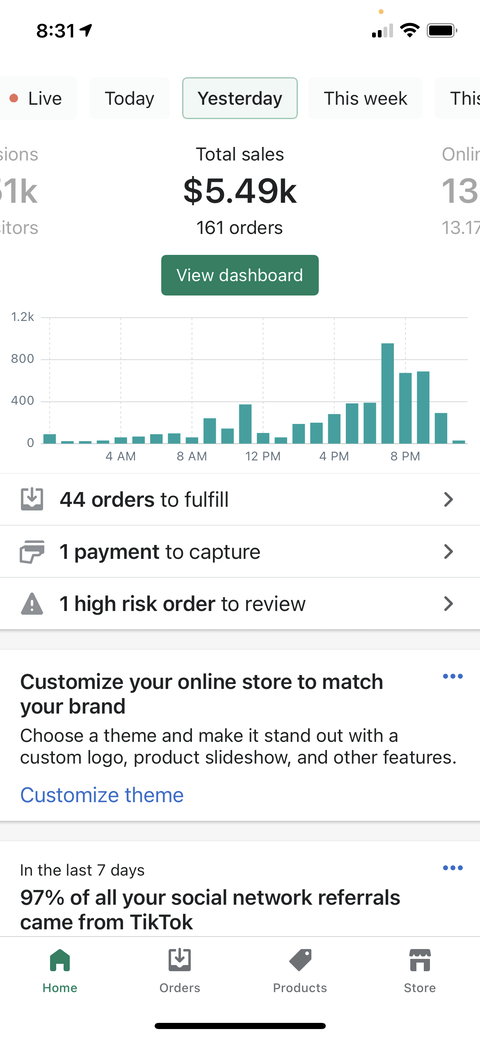 8:31
Live
Today
Yesterday
This week
This
sions
Total sales
Onlin
51k
$5.49k
13
itors
161 orders
13.17
View dashboard
1.2k
800
400
0
4 AM
8 AM
12 PM
4 PM
8 PM
44 orders to fulfill
1 payment to capture
1 high risk order to review
Customize your online store to match
your brand
Choose a theme and make it stand out with a
custom logo, product slideshow, and other features.
Customize theme
In the last 7 days
97% of all your social network referrals
came from TikTok
Home
Orders
Products
Store